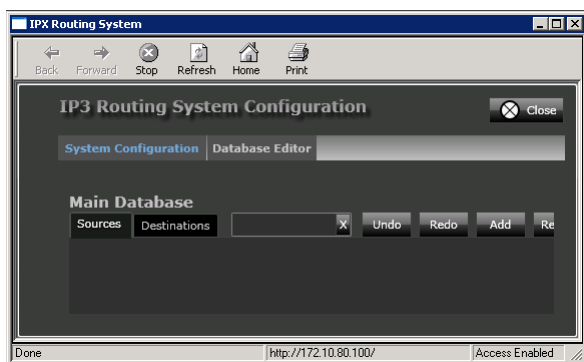 IPX Routing System
Back Forward Stop Refresh Home Print
IP3 Routing System Configuration
Close
System Configuration Database Editor
Main Database
Sources Destinations X Undo Redo Add Re
Done http://172.10.80.100/ Access Enabled